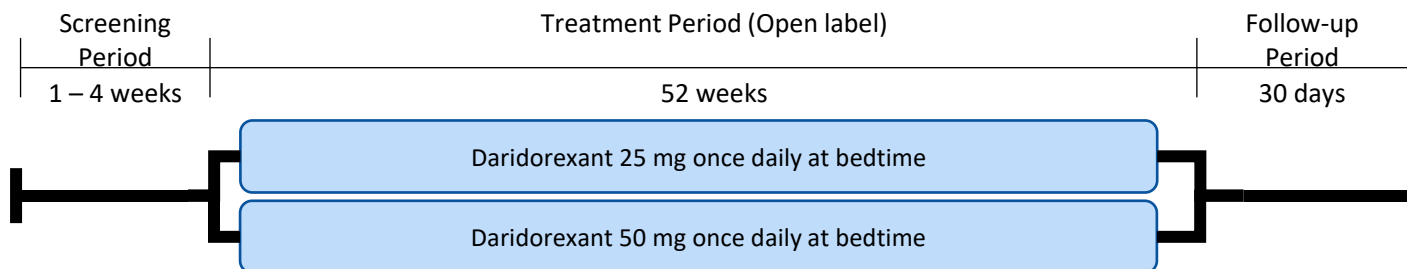 Screening
Period
Treatment Period (Open label)
Follow-up
Period
1 – 4 weeks
52 weeks
30 days
Daridorexant 25 mg once daily at bedtime
Daridorexant 50 mg once daily at bedtime